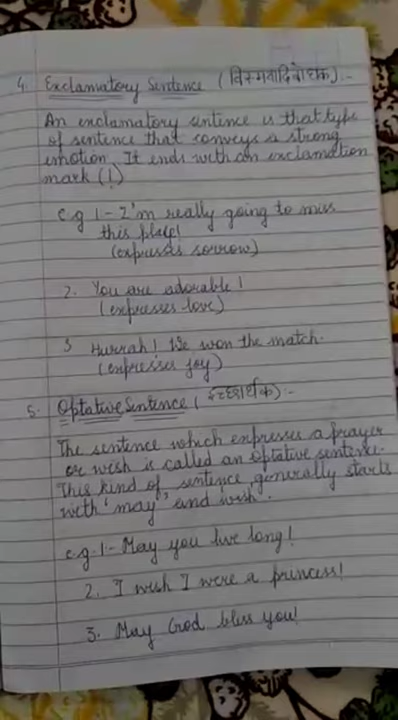 4. Exclamatory Sentence (विस्मयादिबोधक) :-
An exclamatory sentence is that type
of sentence that conveys a strong
emotion. It ends with an exclamation
mark (!)
e.g 1- I'm really going to miss
this place!
(expresses sorrow)
2. You are adorable!
(expresses love)
3 Hurrah! We won the match.
(expresses joy)
5. Optative Sentence (इच्छार्थक) :-
The sentence which expresses a prayer
or wish is called an optative sentence.
This kind of sentence generally starts
with 'may' and wish.
e.g. 1- May you live long!
2. I wish I were a princess!
3. May God bless you!